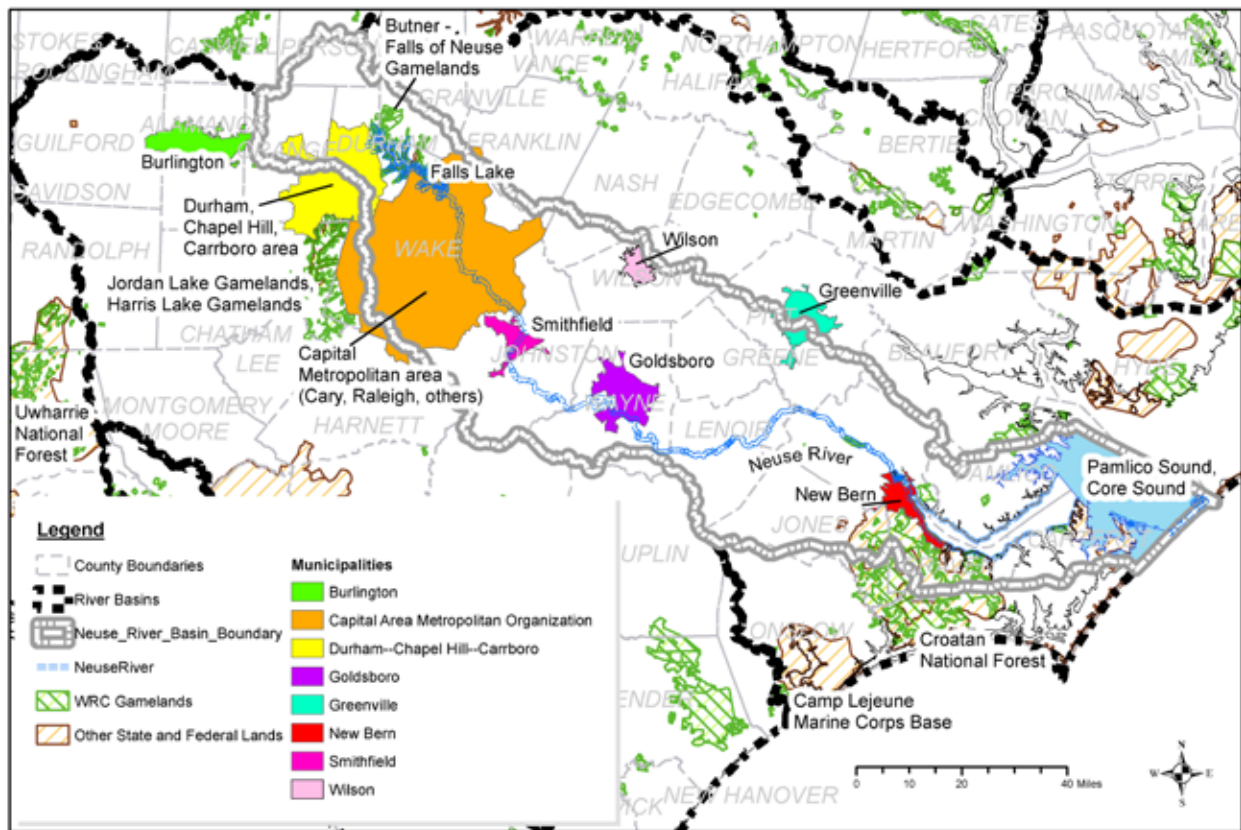 STOKES
CASWELL
PERSON
Butner -
Falls of Neuse
Gamelands
WARREN
VANCE
NORTHAMPTON
GATES
HERTFORD
PASQUOTANK
ROCKINGHAM
HALIFAX
PERQUIMANS
CHOWAN
GRANVILLE
GUILFORD
ALAMANCE
ORANGE
DURHAM
FRANKLIN
BERTIE
Burlington
Falls Lake
NASH
EDGECOMBE
DAVIDSON
Durham,
Chapel Hill,
Carrboro area
MARTIN
WASHINGTON
RANDOLPH
WAKE
Wilson
WILSON
Jordan Lake Gamelands,
Harris Lake Gamelands
Greenville
PITT
CHATHAM
LEE
Smithfield
JOHNSTON
GREENE
BEAUFORT
HYDE
Capital
Metropolitan area
(Cary, Raleigh, others)
Goldsboro
WAYNE
Uwharrie
National
Forest
MONTGOMERY
MOORE
HARNETT
LENOIR
Neuse River
New Bern
Pamlico Sound,
Core Sound
JONES
DUPLIN
ONSLOW
Croatan
National Forest
Camp Lejeune
Marine Corps Base
PENDER
NEW HANOVER
Legend
County Boundaries
River Basins
Neuse_River_Basin_Boundary
NeuseRiver
WRC Gamelands
Other State and Federal Lands
Municipalities
Burlington
Capital Area Metropolitan Organization
Durham--Chapel Hill--Carrboro
Goldsboro
Greenville
New Bern
Smithfield
Wilson
0 10 20 40 Miles
N
W E
S